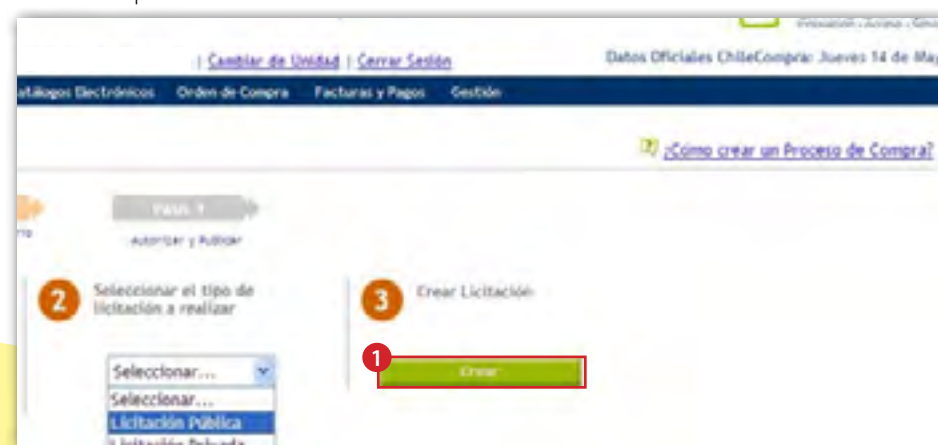 | Cambiar de Unidad | Cerrar Sesión
Datos Oficiales ChileCompra: Jueves 14 de May
atálogos Electrónicos Orden de Compra Facturas y Pagos Gestión
¿Cómo crear un Proceso de Compra?
Autorizar y Publicar
2 Seleccionar el tipo de
licitación a realizar
3 Crear Licitación
1
Seleccionar...
Crear
Seleccionar...
Licitación Pública
Licitación Privada